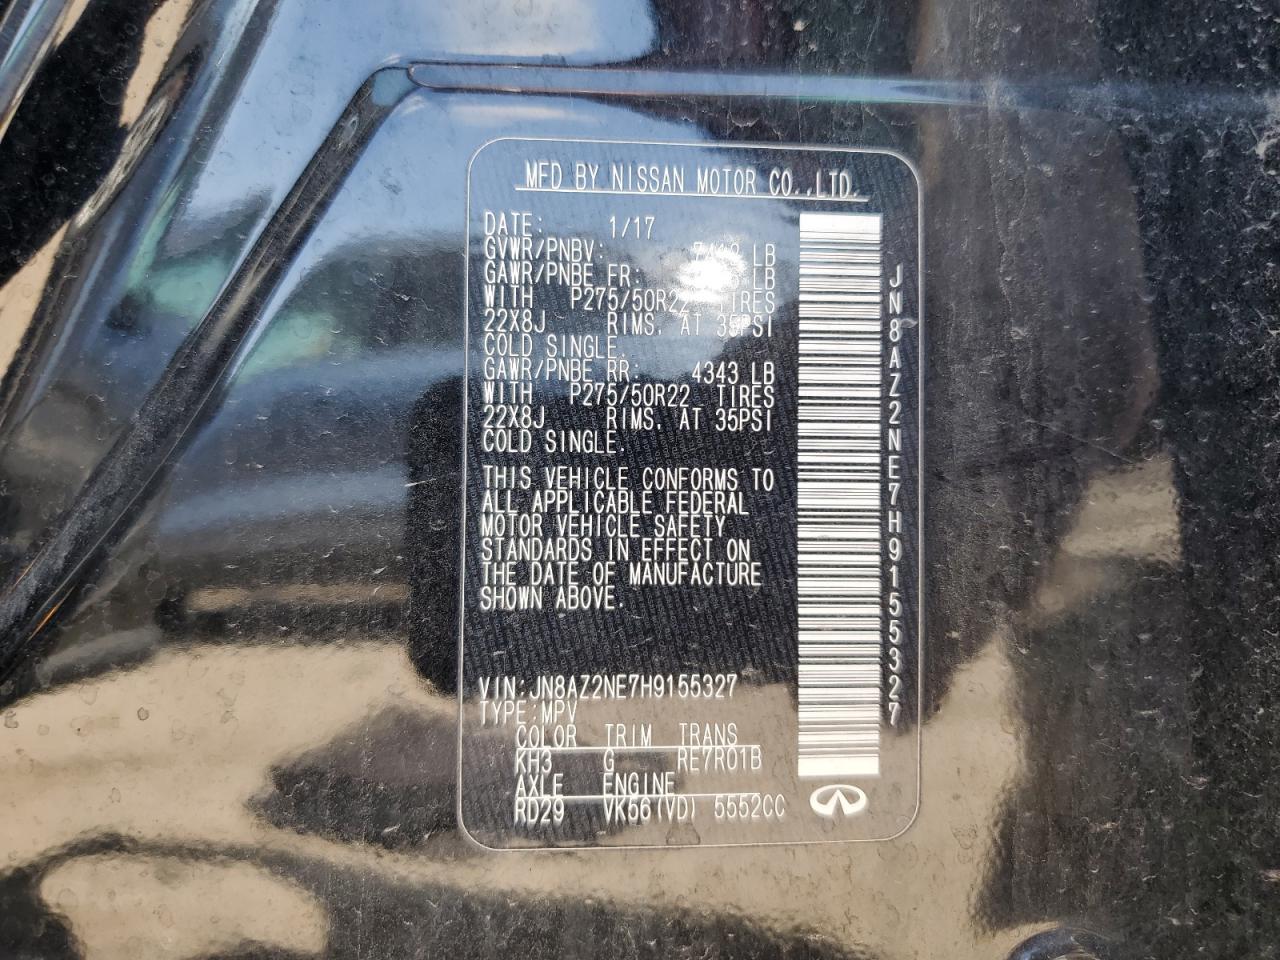 MFD BY NISSAN MOTOR CO.,LTD.
DATE: 1/17
GVWR/PNBV: LB
GAWR/PNBE FR: LB
WITH P275/50R22 TIRES
22X8J RIMS. AT 35PSI
COLD SINGLE.
GAWR/PNBE RR: 4343 LB
WITH P275/50R22 TIRES
22X8J RIMS. AT 35PSI
COLD SINGLE.
THIS VEHICLE CONFORMS TO
ALL APPLICABLE FEDERAL
MOTOR VEHICLE SAFETY
STANDARDS IN EFFECT ON
THE DATE OF MANUFACTURE
SHOWN ABOVE.
VIN:JN8AZ2NE7H9155327
TYPE:MPV
COLOR TRIM TRANS
KH3 G RE7R01B
AXLE ENGINE
RD29 VK56(VD) 5552CC
JN8AZ2NE7H9155327